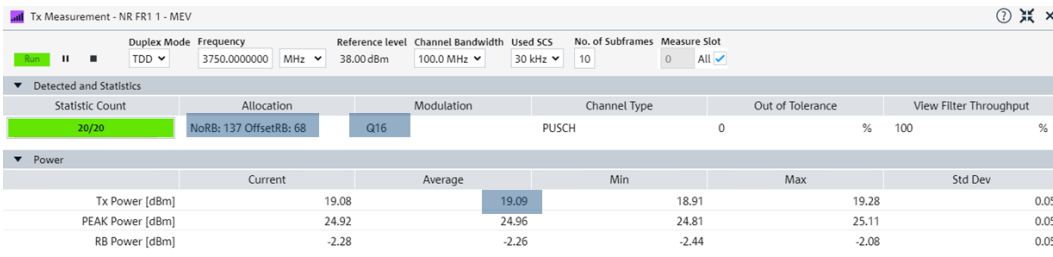 Tx Measurement - NR FR1 1 - MEV
Duplex Mode Frequency Reference level Channel Bandwidth Used SCS No. of Subframes Measure Slot
Run TDD 3750.0000000 MHz 38.00 dBm 100.0 MHz 30 kHz 10 0 All
Detected and Statistics
Statistic Count Allocation Modulation Channel Type Out of Tolerance View Filter Throughput
20/20 NoRB: 137 OffsetRB: 68 Q16 PUSCH 0 % 100 %
Power
Current Average Min Max Std Dev
Tx Power [dBm] 19.08 19.09 18.91 19.28 0.05
PEAK Power [dBm] 24.92 24.96 24.81 25.11 0.05
RB Power [dBm] -2.28 -2.26 -2.44 -2.08 0.05